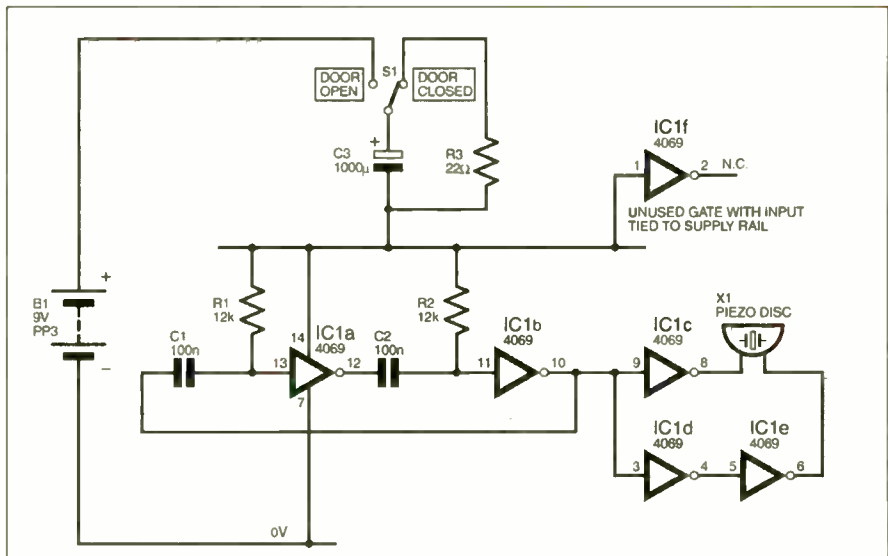 DOOR OPEN
S1
DOOR CLOSED
+
C3
1000µ
R3
22Ω
IC1f
4069
1
2
N.C.
UNUSED GATE WITH INPUT
TIED TO SUPPLY RAIL
+
B1
9V
PP3
−
R1
12k
R2
12k
X1
PIEZO DISC
C1
100n
14
IC1a
4069
13
12
7
C2
100n
IC1b
4069
11
10
IC1c
4069
9
8
IC1d
4069
3
4
IC1e
4069
5
6
0V